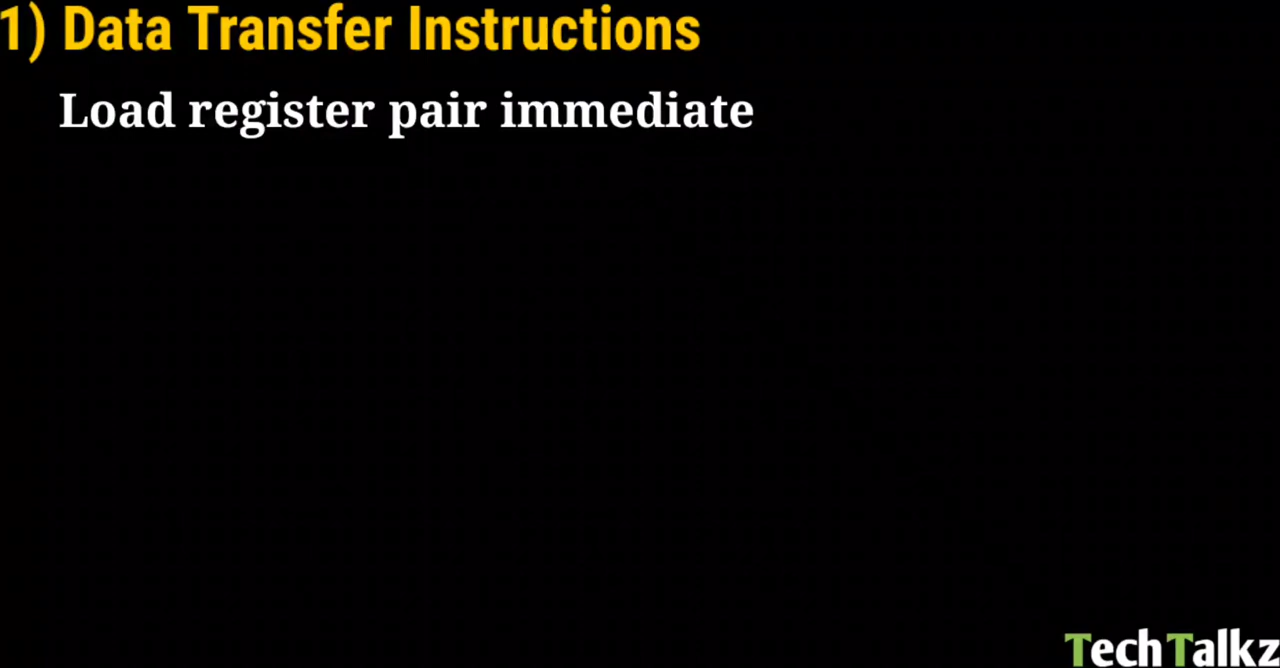 1) Data Transfer Instructions
Load register pair immediate
TechTalkz